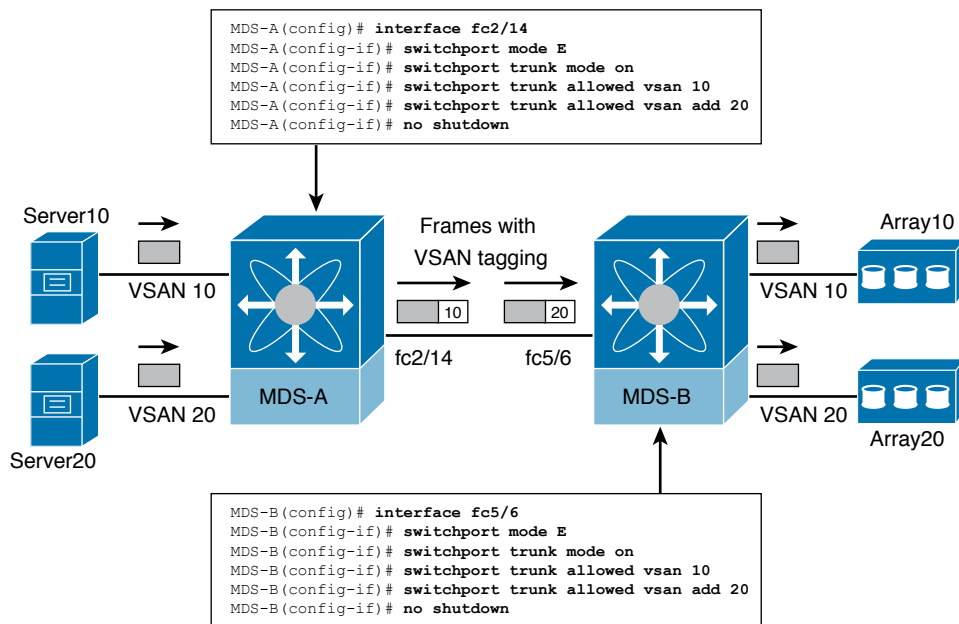 MDS-A(config)# interface fc2/14
MDS-A(config-if)# switchport mode E
MDS-A(config-if)# switchport trunk mode on
MDS-A(config-if)# switchport trunk allowed vsan 10
MDS-A(config-if)# switchport trunk allowed vsan add 20
MDS-A(config-if)# no shutdown
Server10
Frames with
VSAN tagging
Array10
VSAN 10
10
20
VSAN 10
fc2/14
fc5/6
MDS-A
MDS-B
VSAN 20
VSAN 20
Server20
Array20
MDS-B(config)# interface fc5/6
MDS-B(config-if)# switchport mode E
MDS-B(config-if)# switchport trunk mode on
MDS-B(config-if)# switchport trunk allowed vsan 10
MDS-B(config-if)# switchport trunk allowed vsan add 20
MDS-B(config-if)# no shutdown